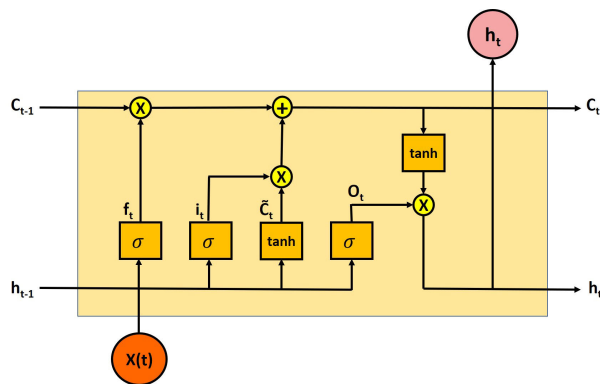 hₜ
Cₜ₋₁
X
+
Cₜ
tanh
X
Oₜ
X
fₜ
iₜ
C̃ₜ
σ
σ
tanh
σ
hₜ₋₁
hₜ
X(t)